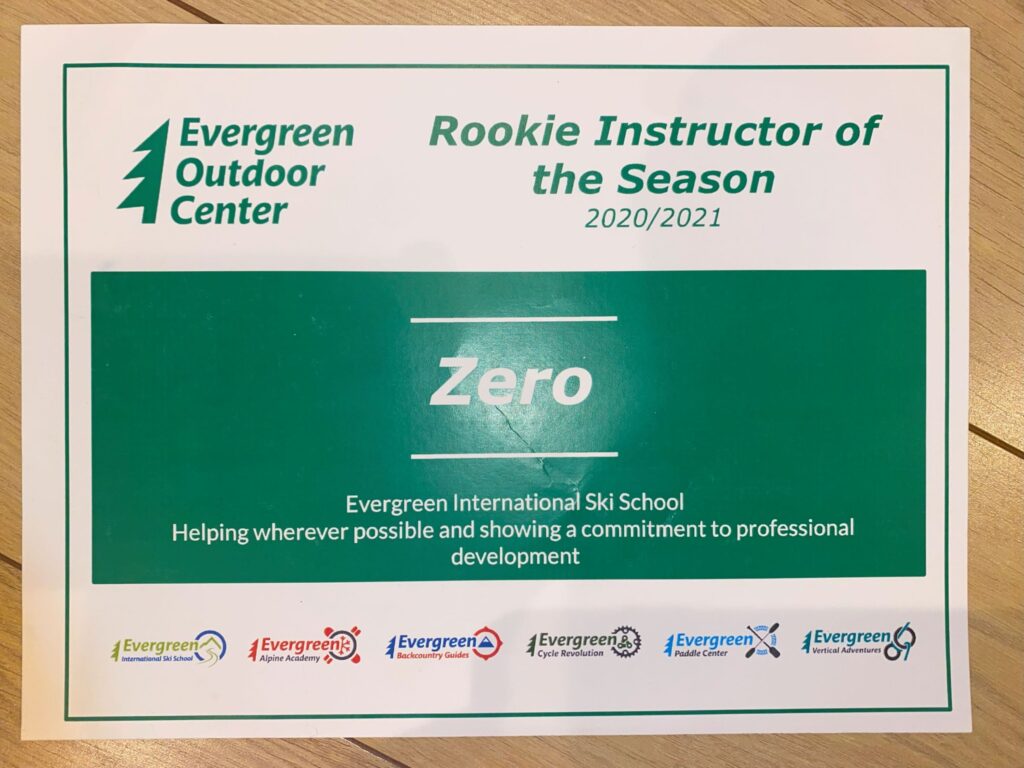 Evergreen
Outdoor
Center
Rookie Instructor of
the Season
2020/2021
Zero
Evergreen International Ski School
Helping wherever possible and showing a commitment to professional
development
Evergreen
International Ski School
Evergreen
Alpine Academy
Evergreen
Backcountry Guides
Evergreen
Cycle Revolution
Evergreen
Paddle Center
Evergreen
Vertical Adventures